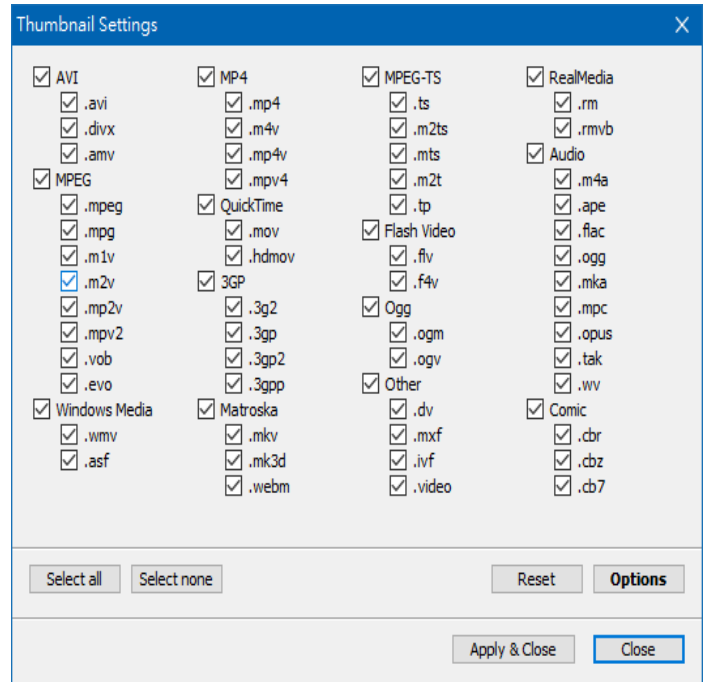 Thumbnail Settings
AVI
.avi
.divx
.amv
MPEG
.mpeg
.mpg
.m1v
.m2v
.mp2v
.mpv2
.vob
.evo
Windows Media
.wmv
.asf
MP4
.mp4
.m4v
.mp4v
.mpv4
QuickTime
.mov
.hdmov
3GP
.3g2
.3gp
.3gp2
.3gpp
Matroska
.mkv
.mk3d
.webm
MPEG-TS
.ts
.m2ts
.mts
.m2t
.tp
Flash Video
.flv
.f4v
Ogg
.ogm
.ogv
Other
.dv
.mxf
.ivf
.video
RealMedia
.rm
.rmvb
Audio
.m4a
.ape
.flac
.ogg
.mka
.mpc
.opus
.tak
.wv
Comic
.cbr
.cbz
.cb7
Select all
Select none
Reset
Options
Apply & Close
Close